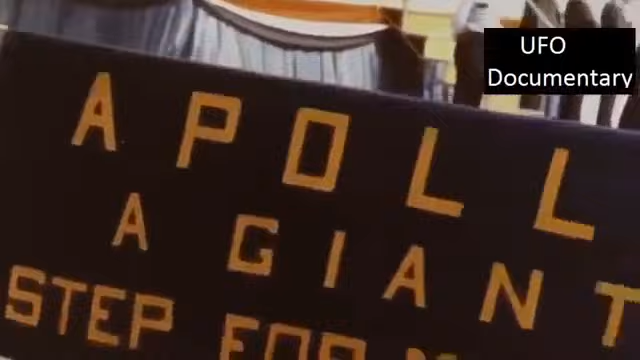 UFO
Documentary
APOLL
A GIANT
STEP FOR